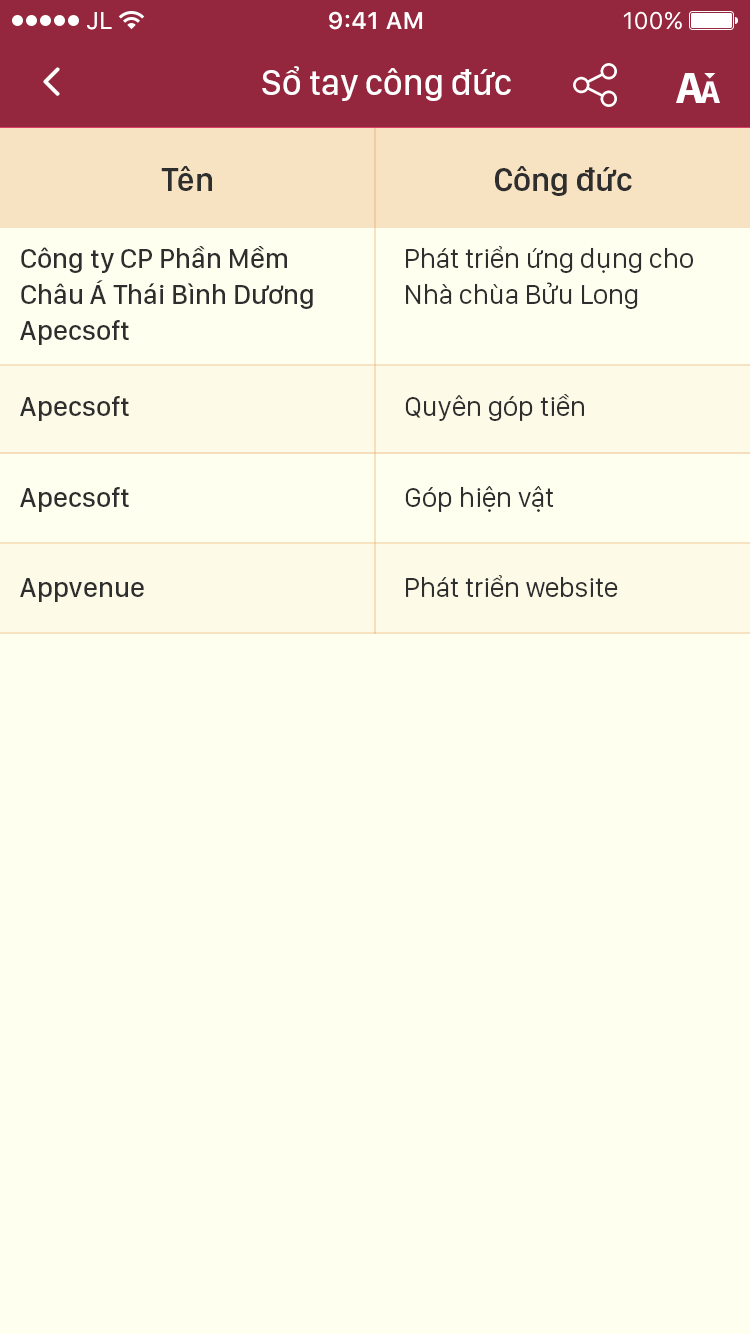 JL 9:41 AM 100%
Sổ tay công đức AA
Tên Công đức
Công ty CP Phần Mềm Phát triển ứng dụng cho
Châu Á Thái Bình Dương Nhà chùa Bửu Long
Apecsoft
Apecsoft Quyên góp tiền
Apecsoft Góp hiện vật
Appvenue Phát triển website